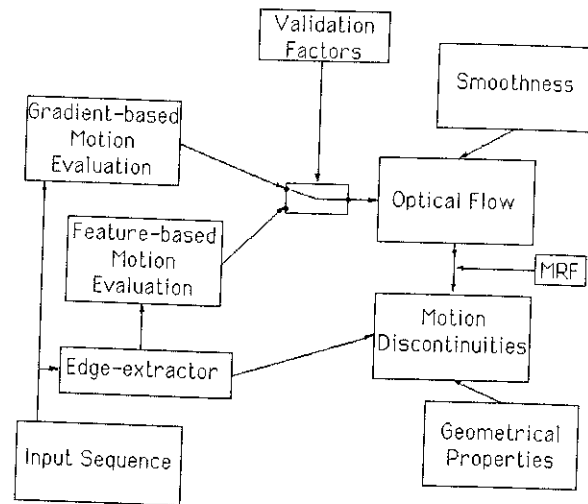 Validation
Factors
Smoothness
Gradient-based
Motion
Evaluation
Optical Flow
Feature-based
Motion
Evaluation
MRF
Motion
Discontinuities
Edge-extractor
Geometrical
Properties
Input Sequence